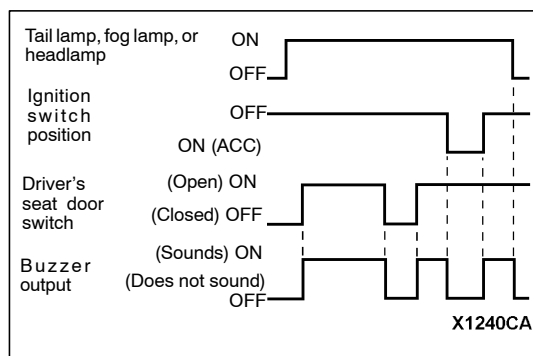 Tail lamp, fog lamp, or
headlamp
ON
OFF
Ignition
switch
position
OFF
ON (ACC)
Driver's
seat door
switch
(Open) ON
(Closed) OFF
Buzzer
output
(Sounds) ON
(Does not sound)
OFF
X1240CA